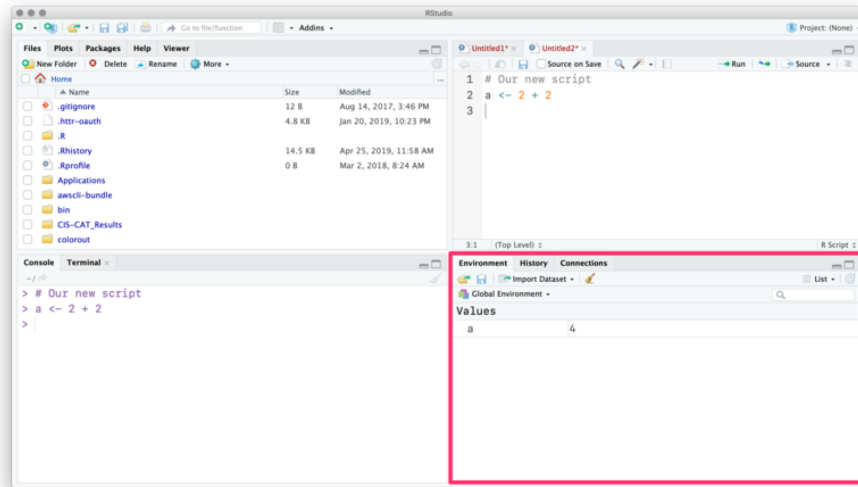 RStudio
Go to file/function
Addins
Project: (None)
Files Plots Packages Help Viewer
New Folder Delete Rename More
Home
Name Size Modified
.gitignore 12 B Aug 14, 2017, 3:46 PM
.httr-oauth 4.8 KB Jan 20, 2019, 10:23 PM
.R
.Rhistory 14.5 KB Apr 25, 2019, 11:58 AM
.Rprofile 0 B Mar 2, 2018, 8:24 AM
Applications
awscli-bundle
bin
CIS-CAT_Results
colorout
Untitled1* Untitled2*
Source on Save Run Source
1 # Our new script
2 a <- 2 + 2
3
3:1 (Top Level) R Script
Console Terminal
~/
> # Our new script
> a <- 2 + 2
>
Environment History Connections
Import Dataset List
Global Environment
Values
a 4